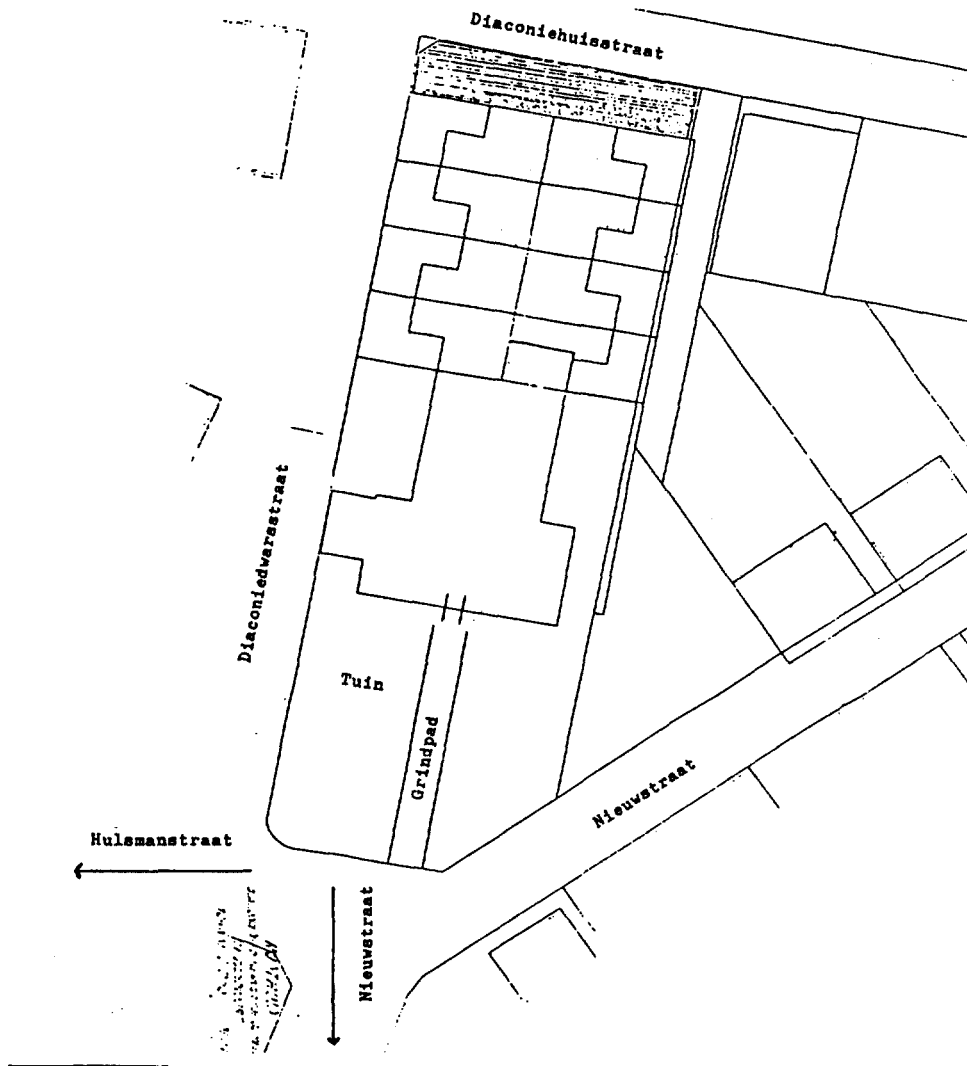 Diaconiehuisstraat
Diaconiedwarsstraat
Tuin
Grindpad
Nieuwstraat
Hulsmanstraat
Nieuwstraat